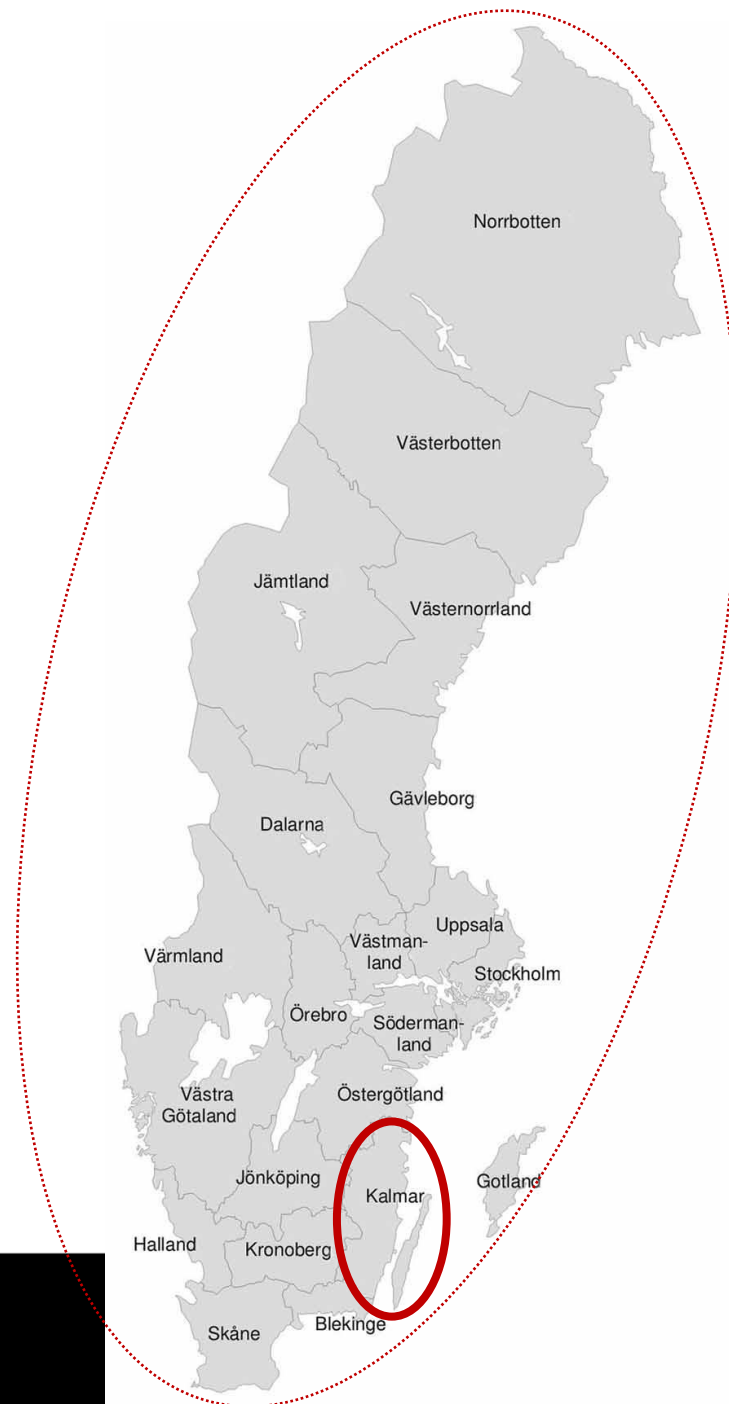 Norrbotten
Västerbotten
Jämtland
Västernorrland
Gävleborg
Dalarna
Uppsala
Västman-
land
Värmland
Stockholm
Örebro
Söderman-
land
Västra
Götaland
Östergötland
Jönköping
Kalmar
Gotland
Halland
Kronoberg
Blekinge
Skåne